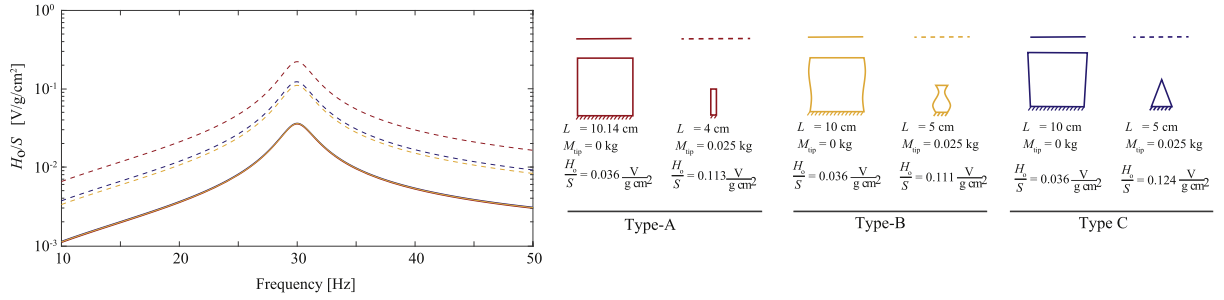 10⁰
10⁻¹
10⁻²
10⁻³
H₀/S [V/g/cm²]
10 20 30 40 50
Frequency [Hz]
L = 10.14 cm
M_tip = 0 kg
H_o/S = 0.036 V/g cm²
L = 4 cm
M_tip = 0.025 kg
H_o/S = 0.113 V/g cm²
Type-A
L = 10 cm
M_tip = 0 kg
H_o/S = 0.036 V/g cm²
L = 5 cm
M_tip = 0.025 kg
H_o/S = 0.111 V/g cm²
Type-B
L = 10 cm
M_tip = 0 kg
H_o/S = 0.036 V/g cm²
L = 5 cm
M_tip = 0.025 kg
H_o/S = 0.124 V/g cm²
Type C